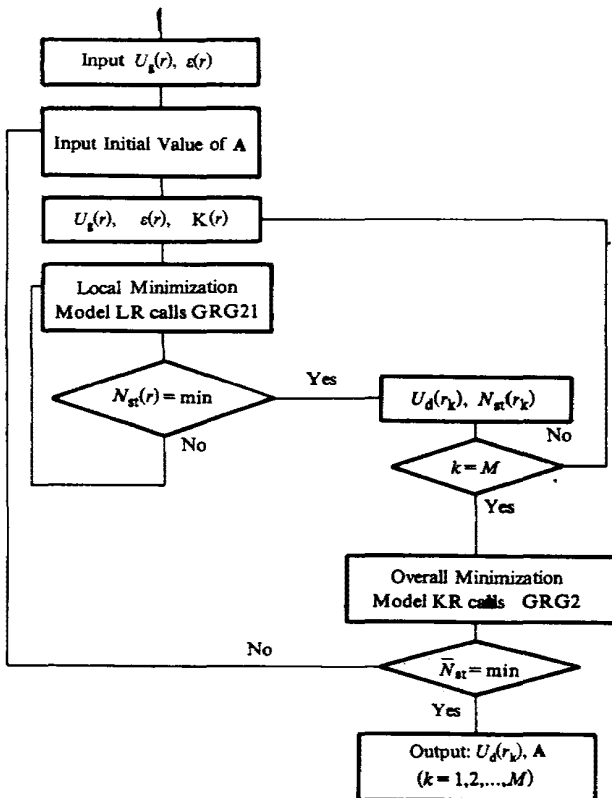 Input U_g(r), ε(r)
Input Initial Value of A
U_g(r), ε(r), K(r)
Local Minimization
Model LR calls GRG21
N_st(r) = min
Yes
No
U_d(r_k), N_st(r_k)
No
k = M
Yes
Overall Minimization
Model KR calls GRG2
No
N̅_st = min
Yes
Output: U_d(r_k), A
(k = 1,2,...,M)